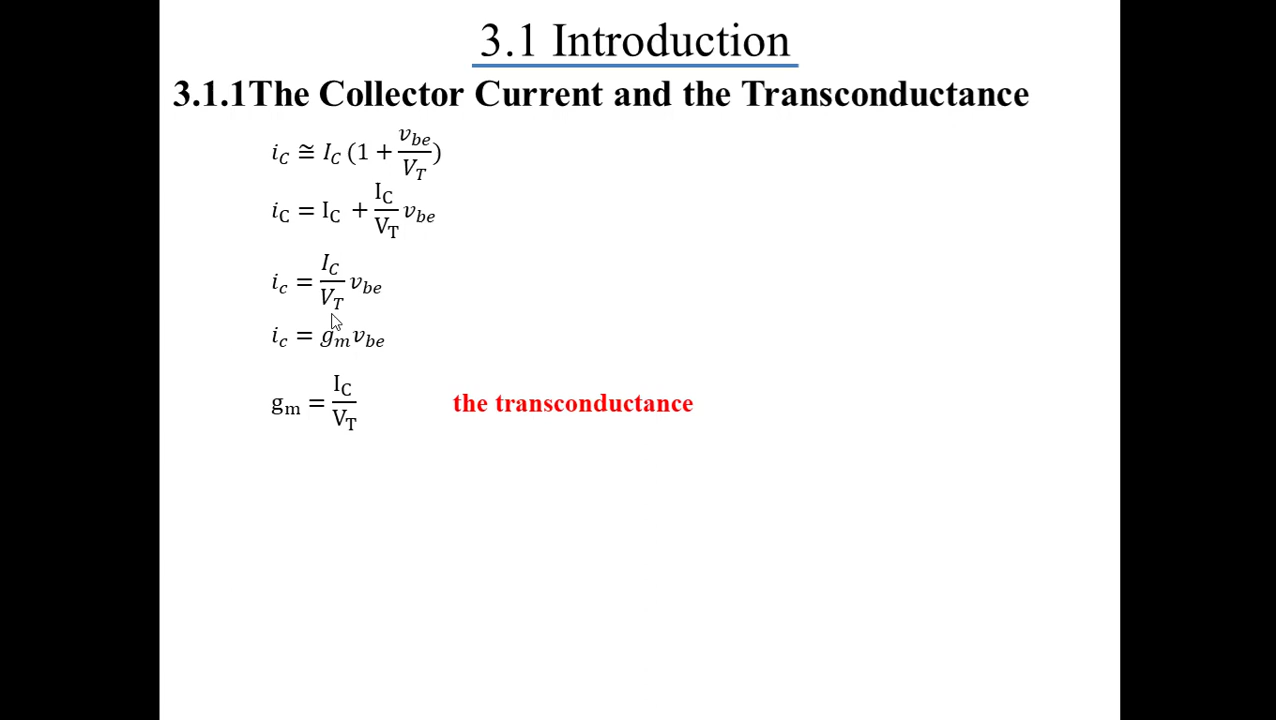 3.1 Introduction
3.1.1The Collector Current and the Transconductance
i_C ≅ I_C (1 + v_be/V_T)
i_C = I_C + I_C/V_T v_be
i_c = I_C/V_T v_be
i_c = g_m v_be
g_m = I_C/V_T the transconductance